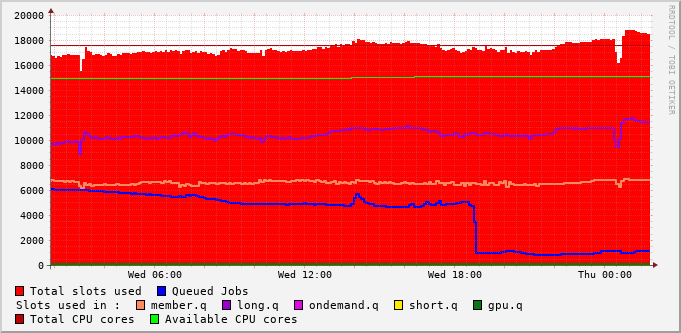 20000
18000
16000
14000
12000
10000
8000
6000
4000
2000
0
Wed 06:00 Wed 12:00 Wed 18:00 Thu 00:00
Total slots used Queued Jobs
Slots used in : member.q long.q ondemand.q short.q gpu.q
Total CPU cores Available CPU cores
RRDTOOL / TOBI OETIKER